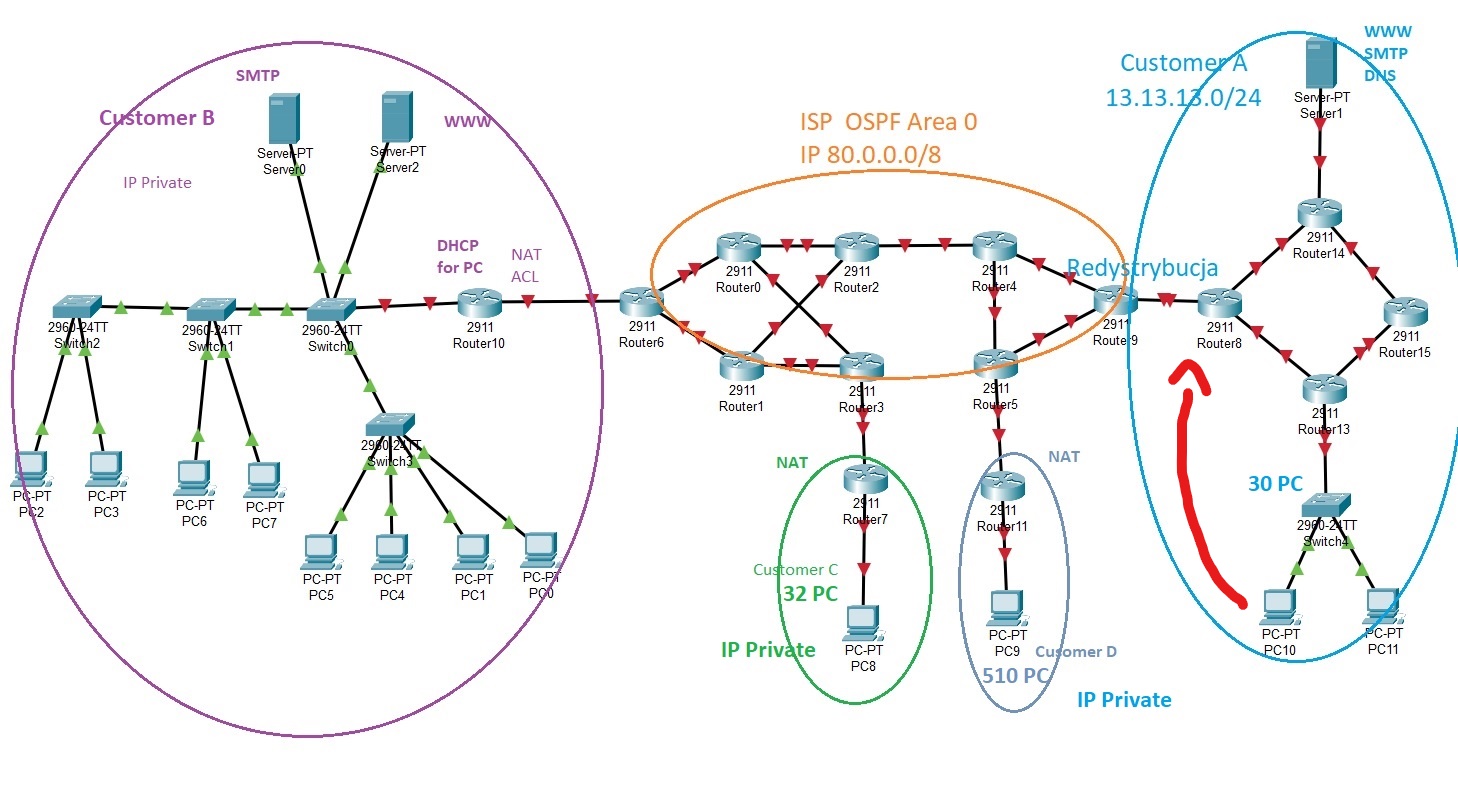 SMTP
Customer B
WWW
Server-PT
Server0
Server-PT
Server2
IP Private
DHCP
for PC
NAT
ACL
2960-24TT
Switch2
2960-24TT
Switch1
2960-24TT
Switch0
2911
Router10
2960-24TT
Switch3
PC-PT
PC2
PC-PT
PC3
PC-PT
PC6
PC-PT
PC7
PC-PT
PC5
PC-PT
PC4
PC-PT
PC1
PC-PT
PC0
ISP OSPF Area 0
IP 80.0.0.0/8
2911
Router6
2911
Router0
2911
Router2
2911
Router4
2911
Router1
2911
Router3
2911
Router5
Redystrybucja
2911
Router9
NAT
2911
Router7
Customer C
32 PC
IP Private
PC-PT
PC8
NAT
2911
Router11
PC-PT
PC9
Cusomer D
510 PC
IP Private
Customer A
13.13.13.0/24
WWW
SMTP
DNS
Server-PT
Server1
2911
Router14
2911
Router8
2911
Router15
2911
Router13
30 PC
2960-24TT
Switch4
PC-PT
PC10
PC-PT
PC11